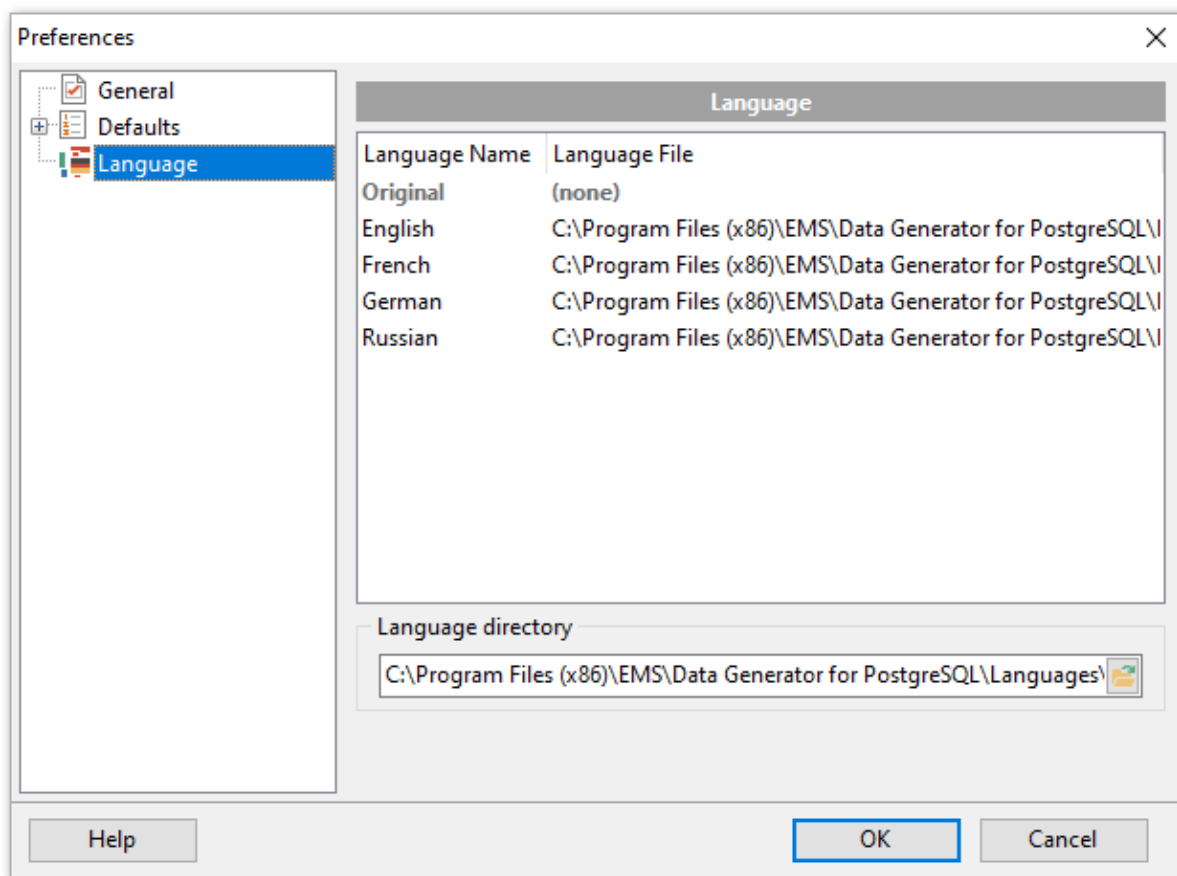 Preferences
General
Defaults
Language
Language
Language Name Language File
Original (none)
English C:\Program Files (x86)\EMS\Data Generator for PostgreSQL\l
French C:\Program Files (x86)\EMS\Data Generator for PostgreSQL\l
German C:\Program Files (x86)\EMS\Data Generator for PostgreSQL\l
Russian C:\Program Files (x86)\EMS\Data Generator for PostgreSQL\l
Language directory
C:\Program Files (x86)\EMS\Data Generator for PostgreSQL\Languages\
Help OK Cancel